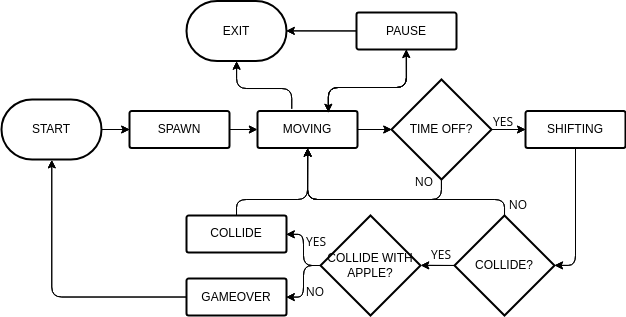 EXIT
PAUSE
START
SPAWN
MOVING
TIME OFF?
YES
SHIFTING
NO
NO
COLLIDE
YES
COLLIDE WITH
APPLE?
YES
COLLIDE?
GAMEOVER
NO